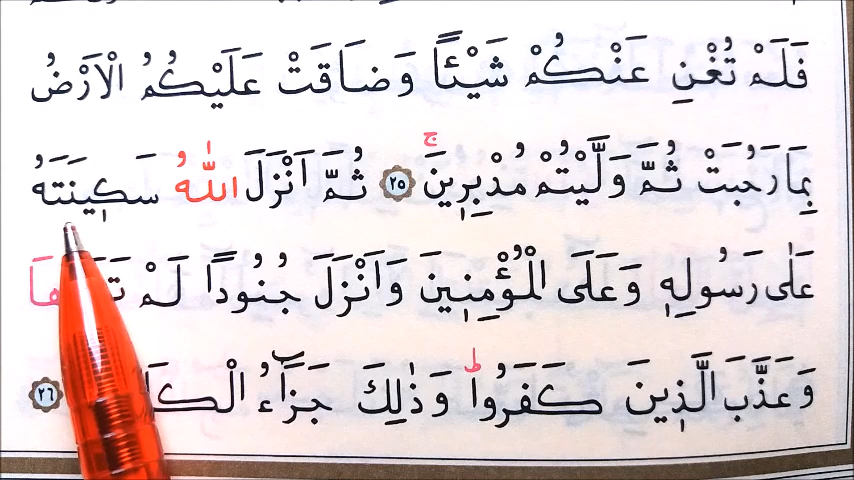 فَلَمْ تُغْنِ عَنْكُمْ شَيْـًٔا وَضَاقَتْ عَلَيْكُمُ الْاَرْضُ
بِمَا رَحُبَتْ ثُمَّ وَلَّيْتُمْ مُدْبِر۪ينَۚ ﴿٢٥﴾ ثُمَّ اَنْزَلَ اللّٰهُ سَك۪ينَتَهُ
عَلٰى رَسُولِه۪ وَعَلَى الْمُؤْمِن۪ينَ وَاَنْزَلَ جُنُودًا لَمْ
وَعَذَّبَ الَّذ۪ينَ كَفَرُواۜ وَذٰلِكَ جَزَٓاءُ ﴿٢٦﴾